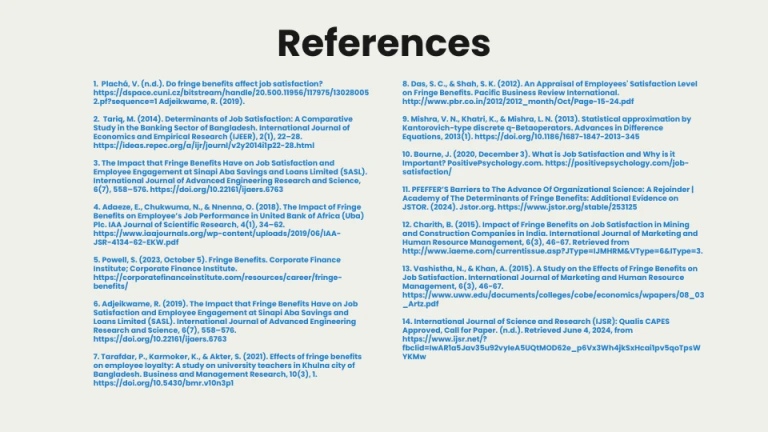 References
1. Plachá, V. (n.d.). Do fringe benefits affect job satisfaction?
https://dspace.cuni.cz/bitstream/handle/20.500.11956/117975/13028005
2.pf?sequence=1 Adjeikwame, R. (2019).
2. Tariq, M. (2014). Determinants of Job Satisfaction: A Comparative
Study in the Banking Sector of Bangladesh. International Journal of
Economics and Empirical Research (IJEER), 2(1), 22–28.
https://ideas.repec.org/a/ijr/journl/v2y2014i1p22-28.html
3. The Impact that Fringe Benefits Have on Job Satisfaction and
Employee Engagement at Sinapi Aba Savings and Loans Limited (SASL).
International Journal of Advanced Engineering Research and Science,
6(7), 558–576. https://doi.org/10.22161/ijaers.6763
4. Adaeze, E., Chukwuma, N., & Nnenna, O. (2018). The Impact of Fringe
Benefits on Employee's Job Performance in United Bank of Africa (Uba)
Plc. IAA Journal of Scientific Research, 4(1), 34–62.
https://www.iaajournals.org/wp-content/uploads/2019/06/IAA-
JSR-4134-62-EKW.pdf
5. Powell, S. (2023, October 5). Fringe Benefits. Corporate Finance
Institute; Corporate Finance Institute.
https://corporatefinanceinstitute.com/resources/career/fringe-
benefits/
6. Adjeikwame, R. (2019). The Impact that Fringe Benefits Have on Job
Satisfaction and Employee Engagement at Sinapi Aba Savings and
Loans Limited (SASL). International Journal of Advanced Engineering
Research and Science, 6(7), 558–576.
https://doi.org/10.22161/ijaers.6763
7. Tarafdar, P., Karmoker, K., & Akter, S. (2021). Effects of fringe benefits
on employee loyalty: A study on university teachers in Khulna city of
Bangladesh. Business and Management Research, 10(3), 1.
https://doi.org/10.5430/bmr.v10n3p1
8. Das, S. C., & Shah, S. K. (2012). An Appraisal of Employees' Satisfaction Level
on Fringe Benefits. Pacific Business Review International.
http://www.pbr.co.in/2012/2012_month/Oct/Page-15-24.pdf
9. Mishra, V. N., Khatri, K., & Mishra, L. N. (2013). Statistical approximation by
Kantorovich-type discrete q-Betaoperators. Advances in Difference
Equations, 2013(1). https://doi.org/10.1186/1687-1847-2013-345
10. Bourne, J. (2020, December 3). What is Job Satisfaction and Why is it
Important? PositivePsychology.com. https://positivepsychology.com/job-
satisfaction/
11. PFEFFER'S Barriers to The Advance Of Organizational Science: A Rejoinder |
Academy of The Determinants of Fringe Benefits: Additional Evidence on
JSTOR. (2024). Jstor.org. https://www.jstor.org/stable/253125
12. Charith, B. (2015). Impact of Fringe Benefits on Job Satisfaction in Mining
and Construction Companies in India. International Journal of Marketing and
Human Resource Management, 6(3), 46-67. Retrieved from
http://www.iaeme.com/currentissue.asp?JType=IJMHRM&VType=6&IType=3.
13. Vashistha, N., & Khan, A. (2015). A Study on the Effects of Fringe Benefits on
Job Satisfaction. International Journal of Marketing and Human Resource
Management, 6(3), 46-67.
https://www.uww.edu/documents/colleges/cobe/economics/wpapers/08_03
_Artz.pdf
14. International Journal of Science and Research (IJSR): Qualis CAPES
Approved, Call for Paper. (n.d.). Retrieved June 4, 2024, from
https://www.ijsr.net/?
fbclid=IwAR1a5Jav35u92vyIeA5UQtMOD62e_p6Vx3Wh4jkSxHcai1pv5qoTpsW
YKMw